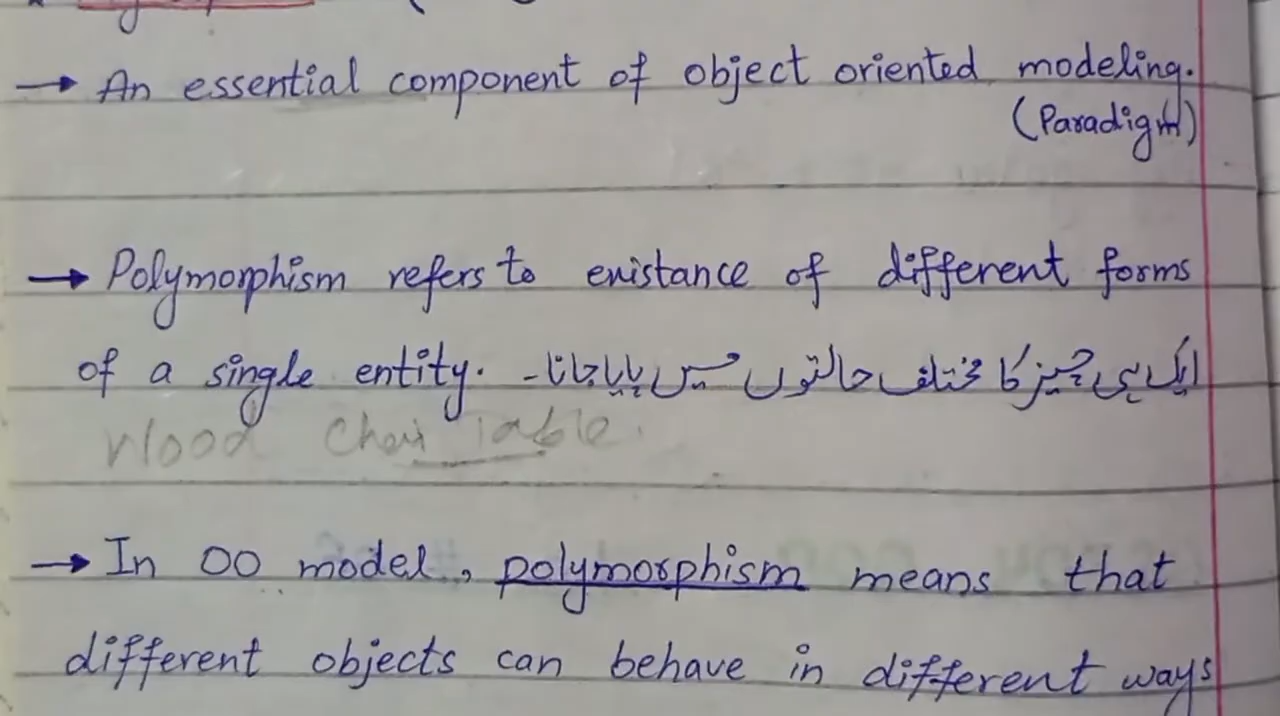 → An essential component of object oriented modeling.
(Paradigm)
→ Polymorphism refers to existance of different forms
of a single entity. ایک ہی چیز کا مختلف حالتوں میں پایا جانا۔
Wood Chair Table.
→ In OO model, polymorphism means that
different objects can behave in different ways